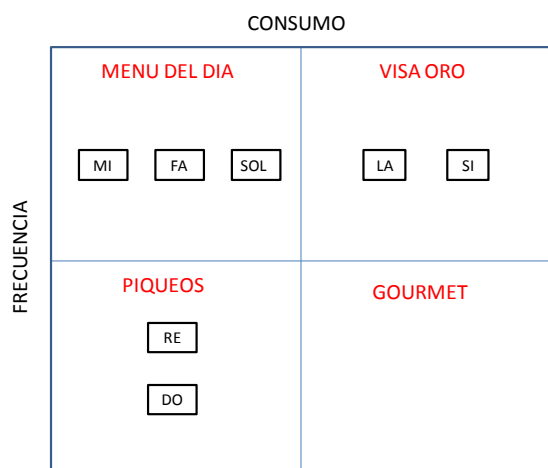 CONSUMO
MENU DEL DIA
VISA ORO
MI FA SOL
LA SI
FRECUENCIA
PIQUEOS
GOURMET
RE
DO